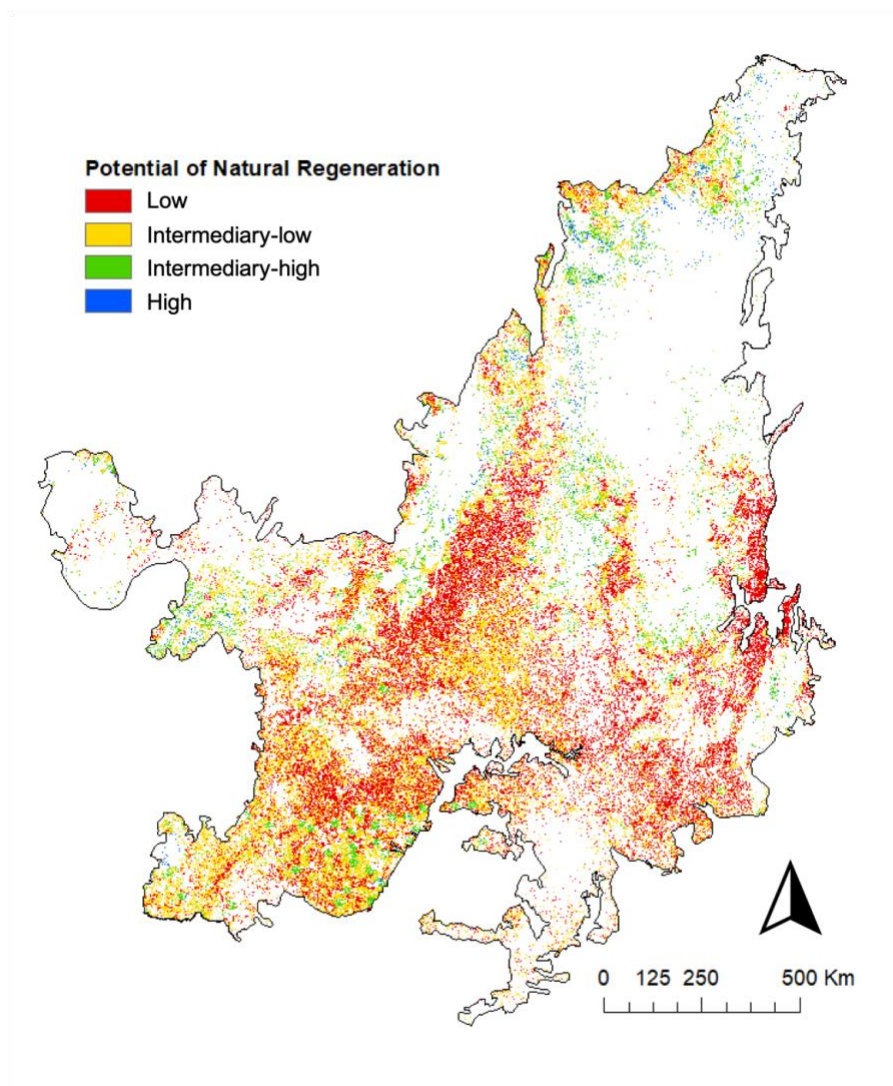 Potential of Natural Regeneration
Low
Intermediary-low
Intermediary-high
High
0 125 250 500 Km